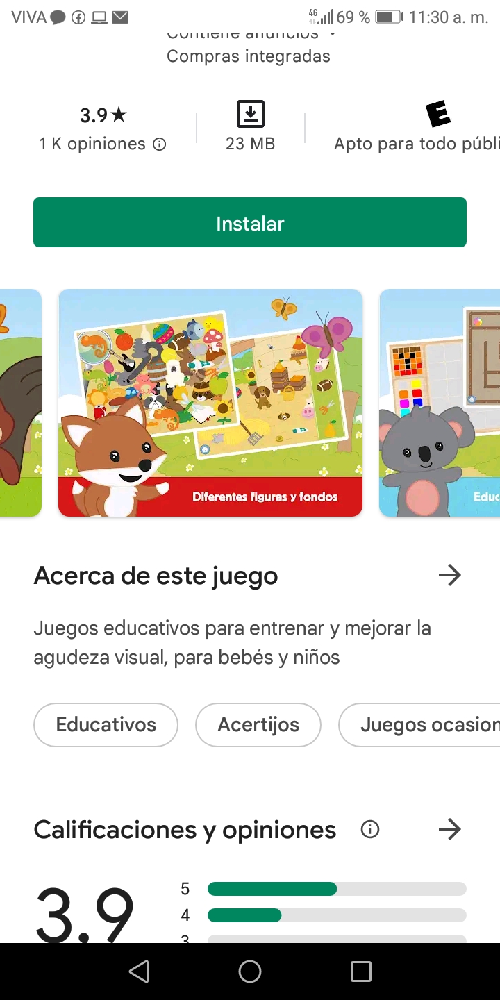 VIVA 4G 69 % 11:30 a. m.
Contiene anuncios •
Compras integradas
3.9★
1 K opiniones
23 MB
E
Apto para todo públi
Instalar
Diferentes figuras y fondos
Educ
Acerca de este juego
Juegos educativos para entrenar y mejorar la
agudeza visual, para bebés y niños
Educativos
Acertijos
Juegos ocasion
Calificaciones y opiniones
3.9
5
4
3